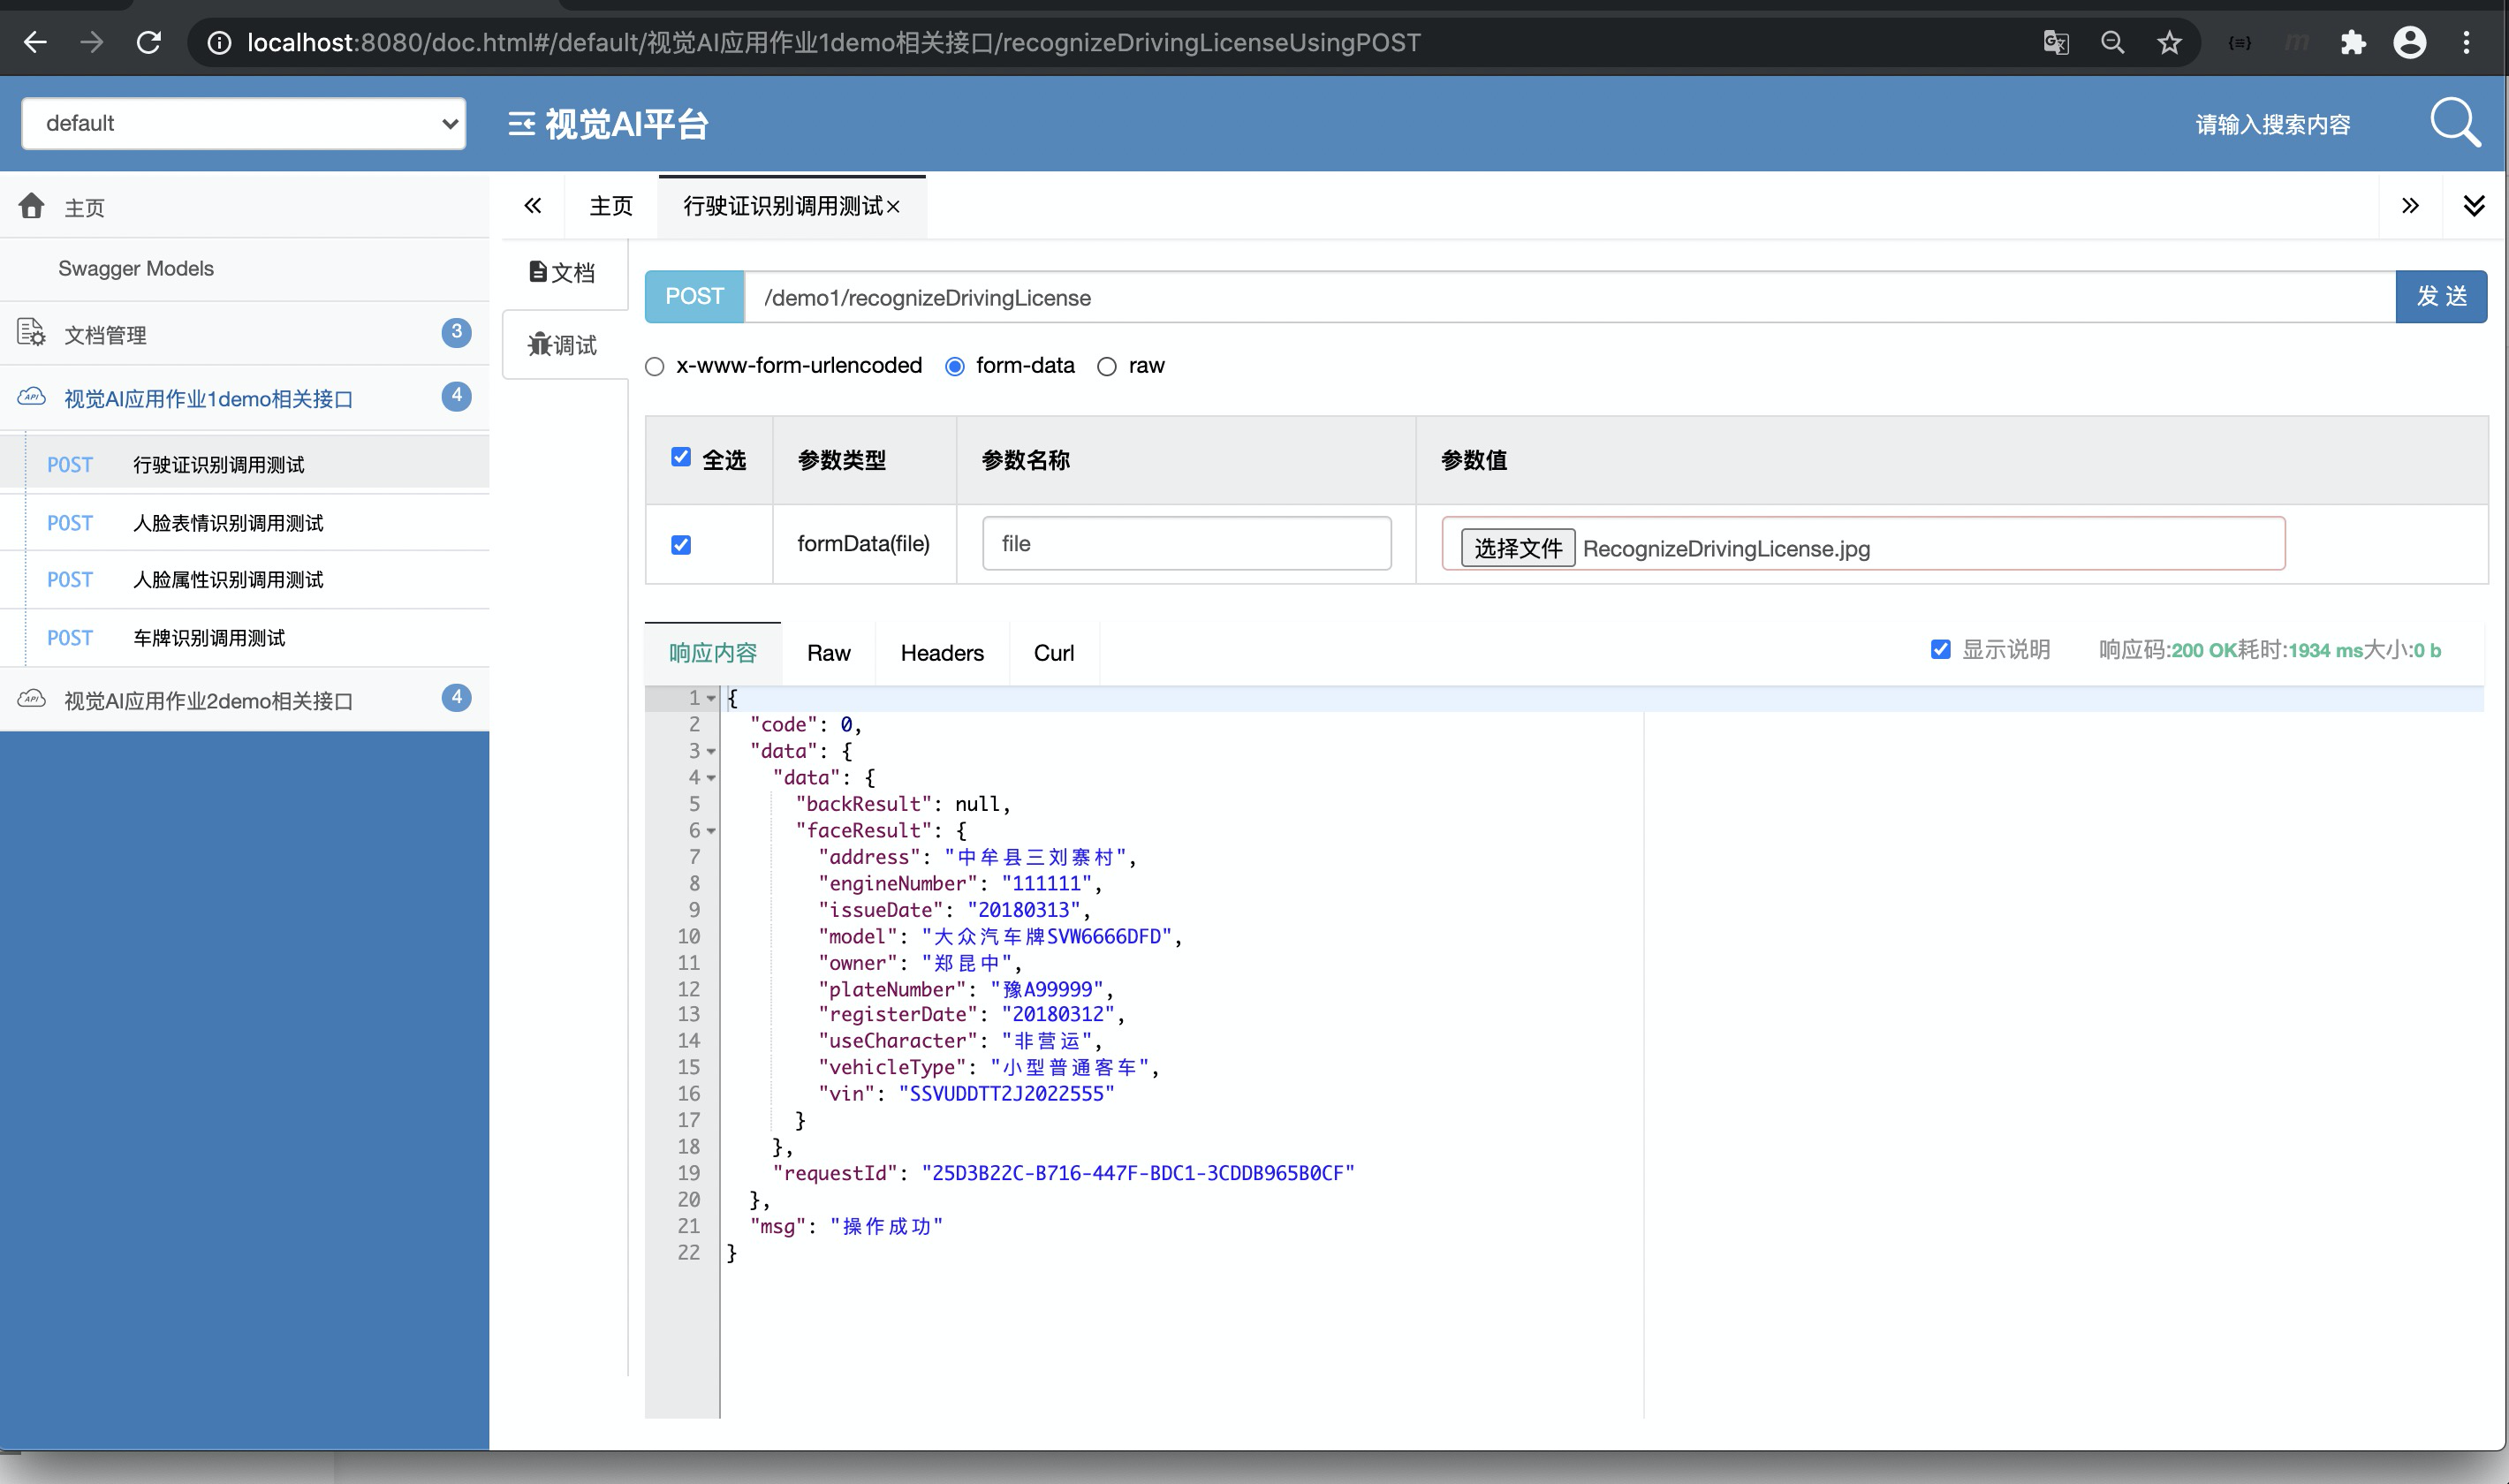 localhost:8080/doc.html#/default/视觉AI应用作业1demo相关接口/recognizeDrivingLicenseUsingPOST
default
视觉AI平台
请输入搜索内容
主页
Swagger Models
文档管理 3
视觉AI应用作业1demo相关接口 4
POST 行驶证识别调用测试
POST 人脸表情识别调用测试
POST 人脸属性识别调用测试
POST 车牌识别调用测试
视觉AI应用作业2demo相关接口 4
主页 行驶证识别调用测试×
文档
调试
POST /demo1/recognizeDrivingLicense 发 送
x-www-form-urlencoded form-data raw
全选 参数类型 参数名称 参数值
formData(file) file 选择文件 RecognizeDrivingLicense.jpg
响应内容 Raw Headers Curl 显示说明 响应码:200 OK耗时:1934 ms大小:0 b
1 {
2 "code": 0,
3 "data": {
4 "data": {
5 "backResult": null,
6 "faceResult": {
7 "address": "中牟县三刘寨村",
8 "engineNumber": "111111",
9 "issueDate": "20180313",
10 "model": "大众汽车牌SVW6666DFD",
11 "owner": "郑昆中",
12 "plateNumber": "豫A99999",
13 "registerDate": "20180312",
14 "useCharacter": "非营运",
15 "vehicleType": "小型普通客车",
16 "vin": "SSVUDDTT2J2022555"
17 }
18 },
19 "requestId": "25D3B22C-B716-447F-BDC1-3CDDB965B0CF"
20 },
21 "msg": "操作成功"
22 }